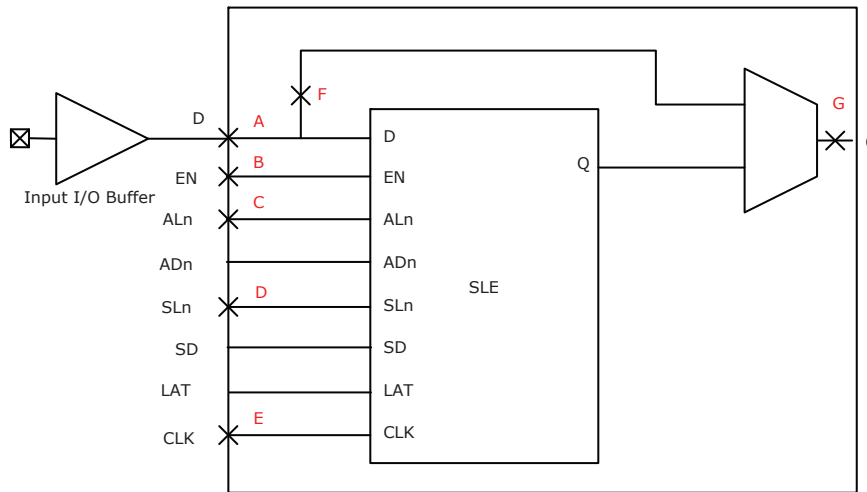 F
G
D A D
Q
B
EN EN
Input I/O Buffer
C
ALn ALn
ADn ADn
D
SLE
SLn SLn
SD SD
LAT LAT
E
CLK CLK